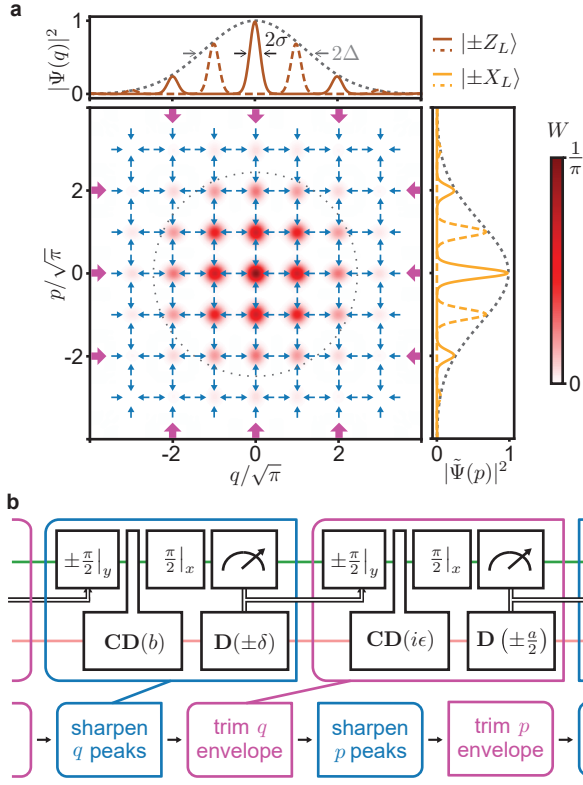 a
|Ψ(q)|²
1
0
2σ
2Δ
|±Z_L⟩
|±X_L⟩
p/√π
2
0
-2
-2
0
2
q/√π
0
1
|Ψ̃(p)|²
W
1/π
0
b
±π/2|_y
π/2|_x
±π/2|_y
π/2|_x
CD(b)
D(±δ)
CD(iϵ)
D (±a/2)
sharpen
q peaks
trim q
envelope
sharpen
p peaks
trim p
envelope